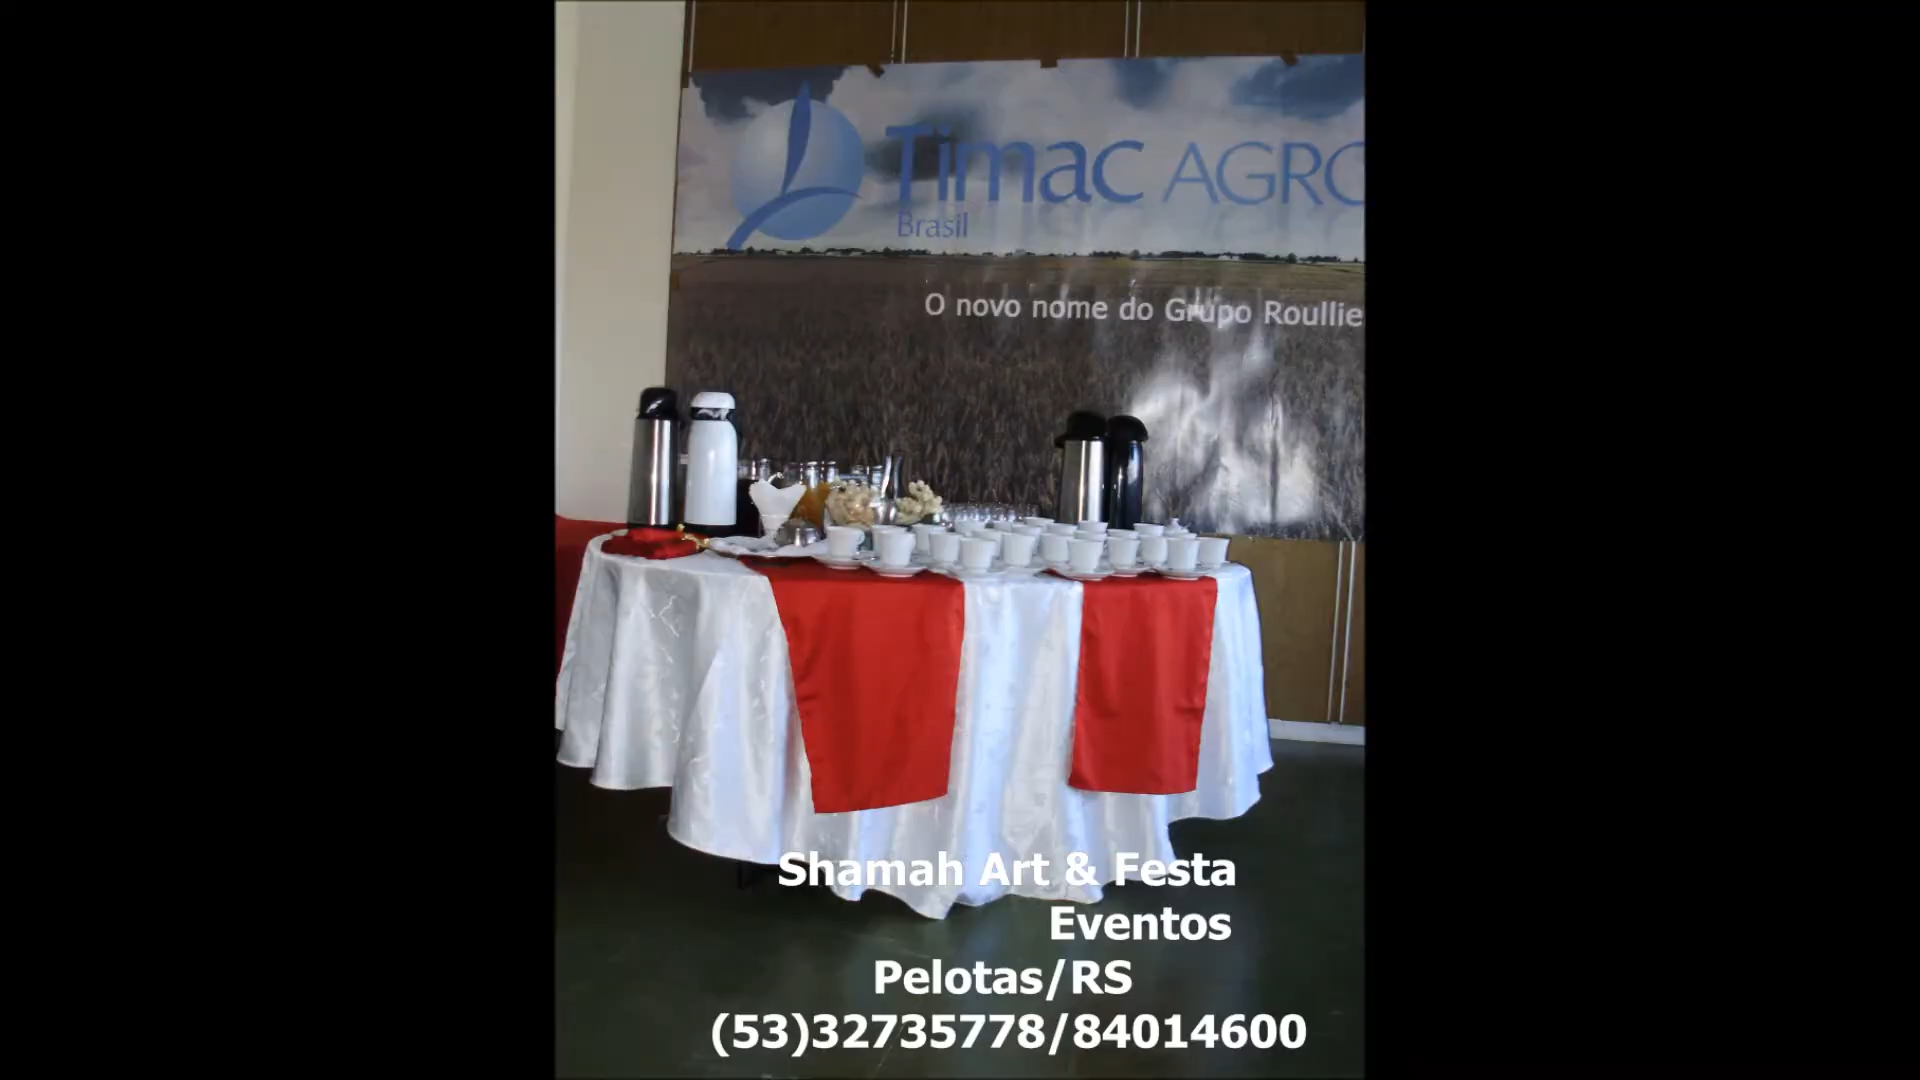 Timac AGRO
Brasil
O novo nome do Grupo Roullie
Shamah Art & Festa
Eventos
Pelotas/RS
(53)32735778/84014600